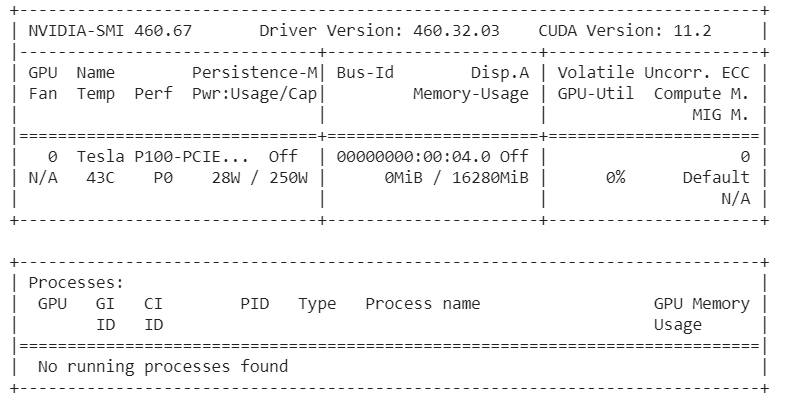 +-----------------------------------------------------------------------------+
| NVIDIA-SMI 460.67       Driver Version: 460.32.03    CUDA Version: 11.2     |
|-------------------------------+----------------------+----------------------+
| GPU  Name        Persistence-M| Bus-Id        Disp.A | Volatile Uncorr. ECC |
| Fan  Temp  Perf  Pwr:Usage/Cap|         Memory-Usage | GPU-Util  Compute M. |
|                               |                      |               MIG M. |
|===============================+======================+======================|
|   0  Tesla P100-PCIE...  Off  | 00000000:00:04.0 Off |                    0 |
| N/A   43C    P0    28W / 250W |      0MiB / 16280MiB |      0%      Default |
|                               |                      |                  N/A |
+-------------------------------+----------------------+----------------------+

+-----------------------------------------------------------------------------+
| Processes:                                                                  |
|  GPU   GI   CI        PID   Type   Process name                  GPU Memory |
|        ID   ID                                                   Usage      |
|=============================================================================|
|  No running processes found                                                 |
+-----------------------------------------------------------------------------+